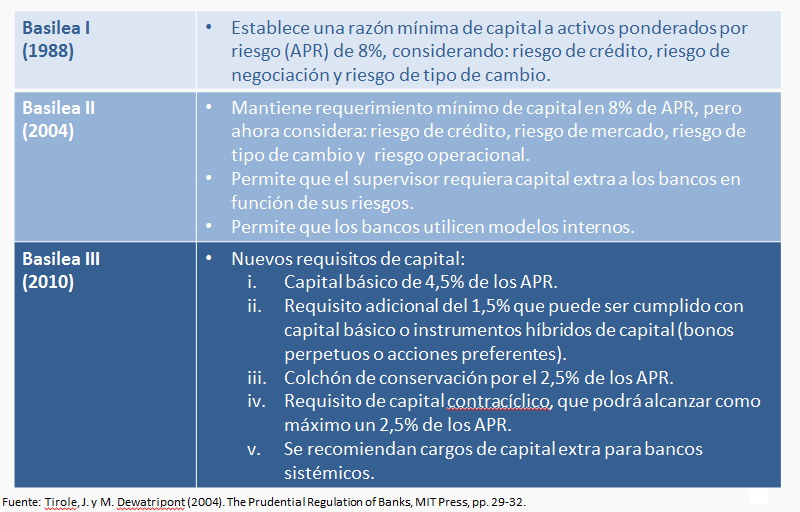 Basilea I
(1988)
• Establece una razón mínima de capital a activos ponderados por
riesgo (APR) de 8%, considerando: riesgo de crédito, riesgo de
negociación y riesgo de tipo de cambio.
Basilea II
(2004)
• Mantiene requerimiento mínimo de capital en 8% de APR, pero
ahora considera: riesgo de crédito, riesgo de mercado, riesgo de
tipo de cambio y riesgo operacional.
• Permite que el supervisor requiera capital extra a los bancos en
función de sus riesgos.
• Permite que los bancos utilicen modelos internos.
Basilea III
(2010)
• Nuevos requisitos de capital:
i. Capital básico de 4,5% de los APR.
ii. Requisito adicional del 1,5% que puede ser cumplido con
capital básico o instrumentos híbridos de capital (bonos
perpetuos o acciones preferentes).
iii. Colchón de conservación por el 2,5% de los APR.
iv. Requisito de capital contracíclico, que podrá alcanzar como
máximo un 2,5% de los APR.
v. Se recomiendan cargos de capital extra para bancos
sistémicos.
Fuente: Tirole, J. y M. Dewatripont (2004). The Prudential Regulation of Banks, MIT Press, pp. 29-32.